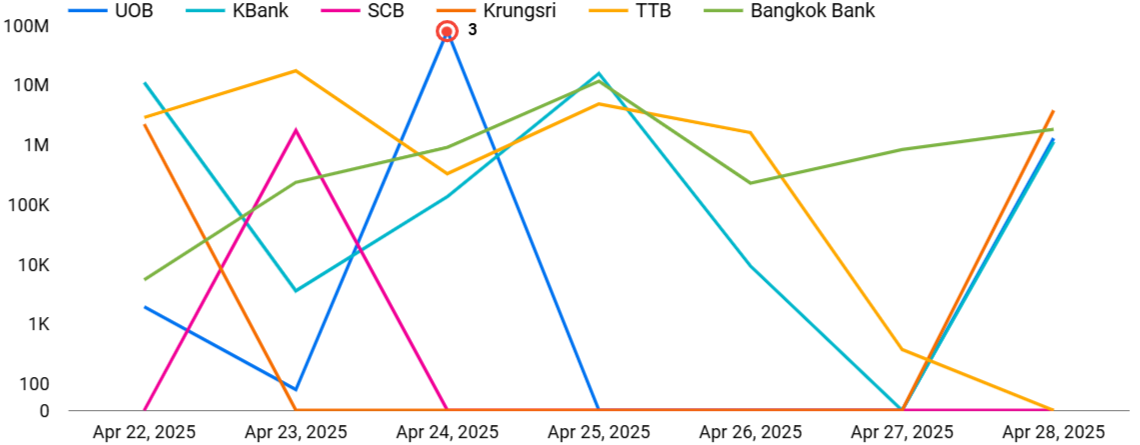 UOB KBank SCB Krungsri TTB Bangkok Bank
100M
3
10M
1M
100K
10K
1K
100
0
Apr 22, 2025 Apr 23, 2025 Apr 24, 2025 Apr 25, 2025 Apr 26, 2025 Apr 27, 2025 Apr 28, 2025